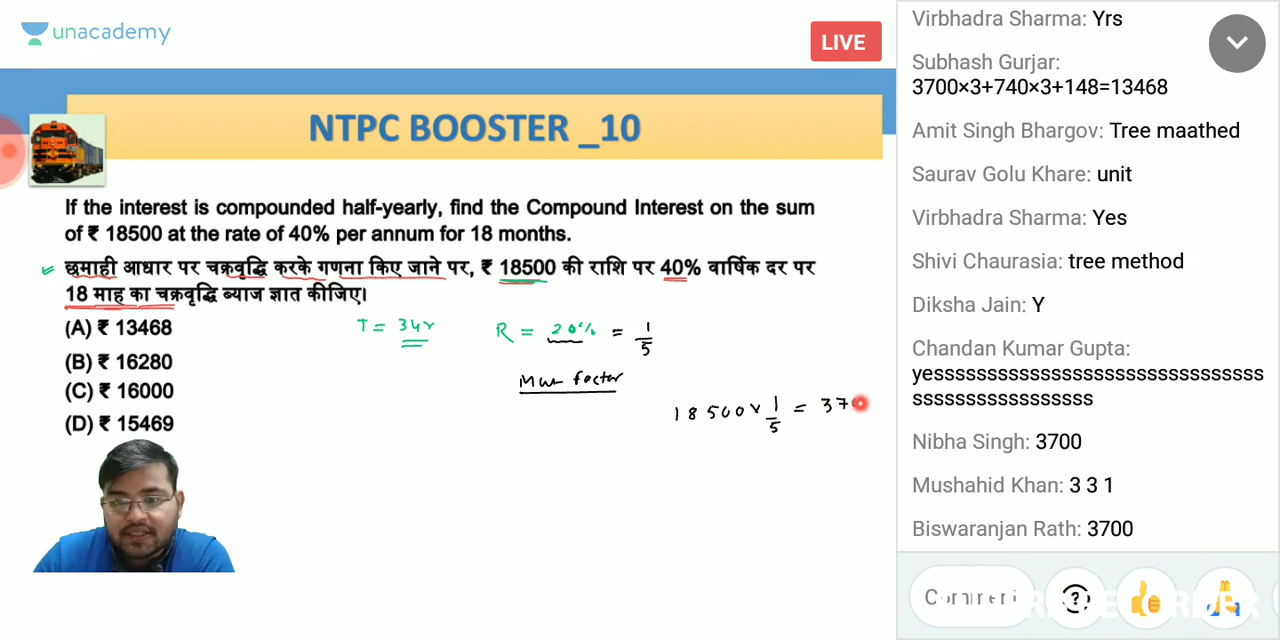 unacademy
LIVE
NTPC BOOSTER _10
If the interest is compounded half-yearly, find the Compound Interest on the sum
of ₹ 18500 at the rate of 40% per annum for 18 months.
छमाही आधार पर चक्रवृद्धि करके गणना किए जाने पर, ₹ 18500 की राशि पर 40% वार्षिक दर पर
18 माह का चक्रवृद्धि ब्याज ज्ञात कीजिए।
(A) ₹ 13468
(B) ₹ 16280
(C) ₹ 16000
(D) ₹ 15469
T = 3
R = 20% = 1/5
factor
18500 × 1/5 = 37
Virbhadra Sharma: Yrs
Subhash Gurjar:
3700×3+740×3+148=13468
Amit Singh Bhargov: Tree maathed
Saurav Golu Khare: unit
Virbhadra Sharma: Yes
Shivi Chaurasia: tree method
Diksha Jain: Y
Chandan Kumar Gupta:
yesssssssssssssssssssssssssssssss
sssssssssssssssss
Nibha Singh: 3700
Mushahid Khan: 3 3 1
Biswaranjan Rath: 3700